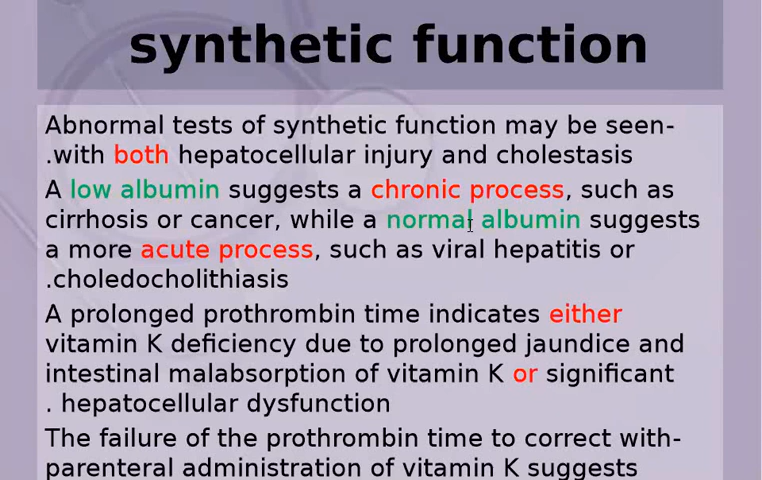 synthetic function
Abnormal tests of synthetic function may be seen-
.with both hepatocellular injury and cholestasis
A low albumin suggests a chronic process, such as
cirrhosis or cancer, while a normal albumin suggests
a more acute process, such as viral hepatitis or
.choledocholithiasis
A prolonged prothrombin time indicates either
vitamin K deficiency due to prolonged jaundice and
intestinal malabsorption of vitamin K or significant
. hepatocellular dysfunction
The failure of the prothrombin time to correct with-
parenteral administration of vitamin K suggests